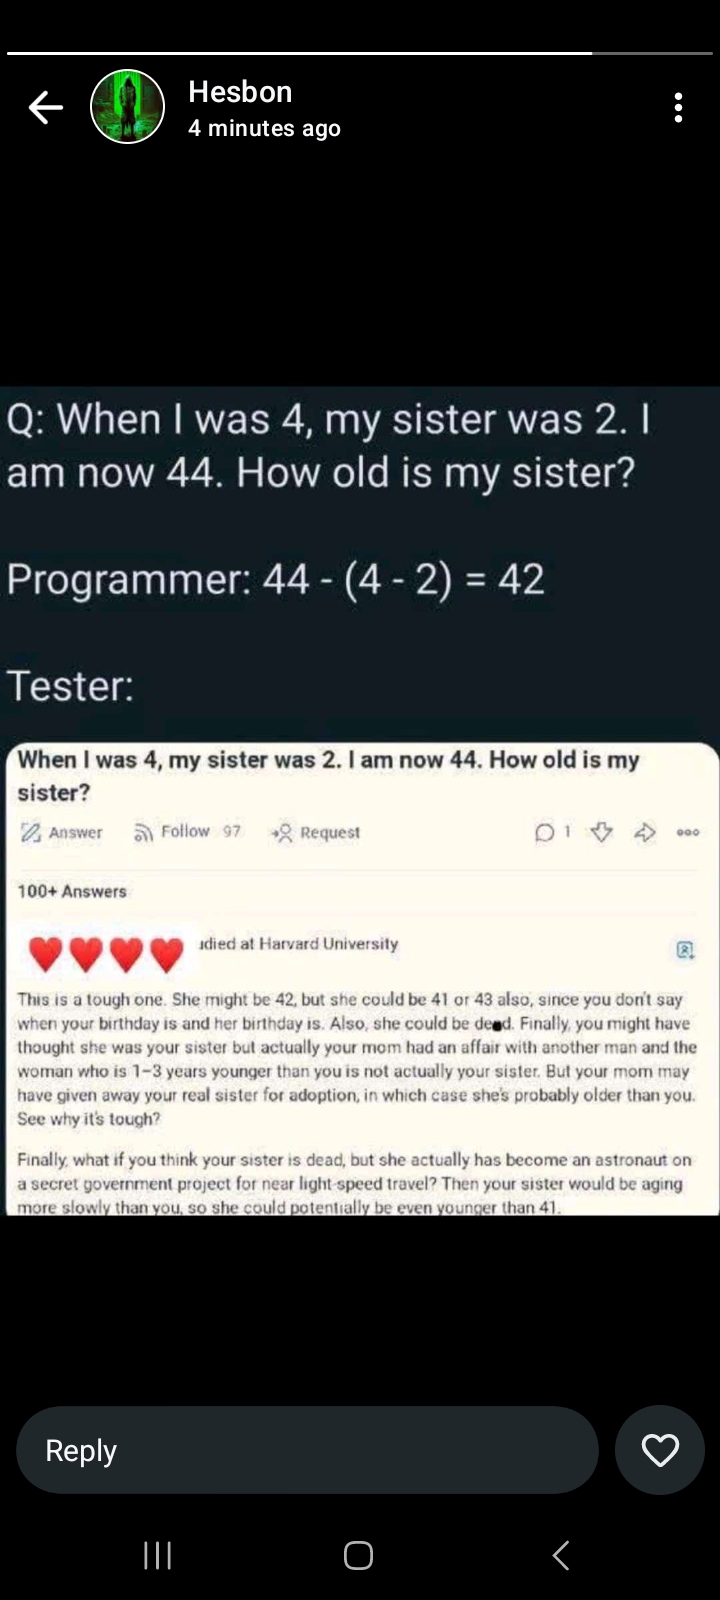 Hesbon
4 minutes ago
Q: When I was 4, my sister was 2. I
am now 44. How old is my sister?
Programmer: 44 - (4 - 2) = 42
Tester:
When I was 4, my sister was 2. I am now 44. How old is my
sister?
Answer Follow 97 Request 1
100+ Answers
died at Harvard University
This is a tough one. She might be 42, but she could be 41 or 43 also, since you don't say
when your birthday is and her birthday is. Also, she could be dead. Finally, you might have
thought she was your sister but actually your mom had an affair with another man and the
woman who is 1-3 years younger than you is not actually your sister. But your mom may
have given away your real sister for adoption, in which case she's probably older than you.
See why it's tough?
Finally, what if you think your sister is dead, but she actually has become an astronaut on
a secret government project for near light-speed travel? Then your sister would be aging
more slowly than you, so she could potentially be even younger than 41.
Reply